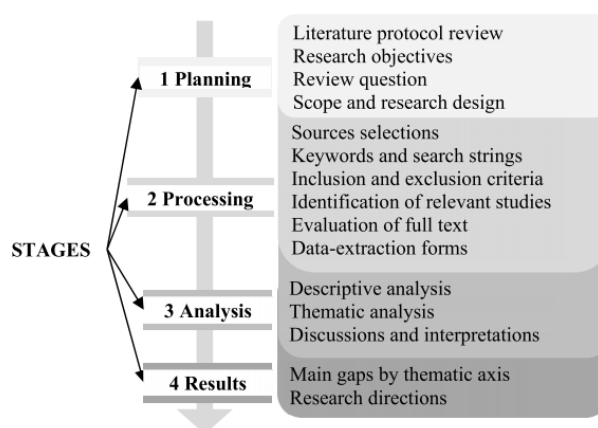 STAGES
1 Planning
Literature protocol review
Research objectives
Review question
Scope and research design
2 Processing
Sources selections
Keywords and search strings
Inclusion and exclusion criteria
Identification of relevant studies
Evaluation of full text
Data-extraction forms
3 Analysis
Descriptive analysis
Thematic analysis
Discussions and interpretations
4 Results
Main gaps by thematic axis
Research directions